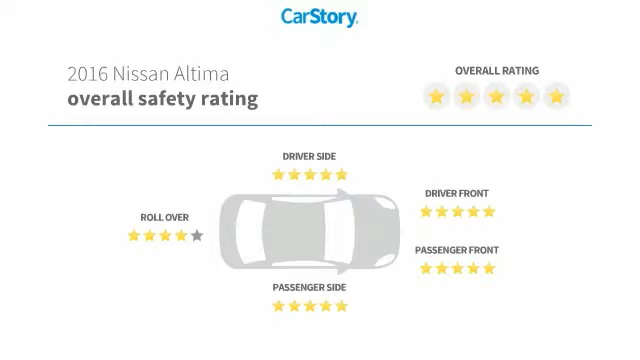 CarStory.
2016 Nissan Altima
overall safety rating
OVERALL RATING
DRIVER SIDE
DRIVER FRONT
ROLL OVER
PASSENGER FRONT
PASSENGER SIDE